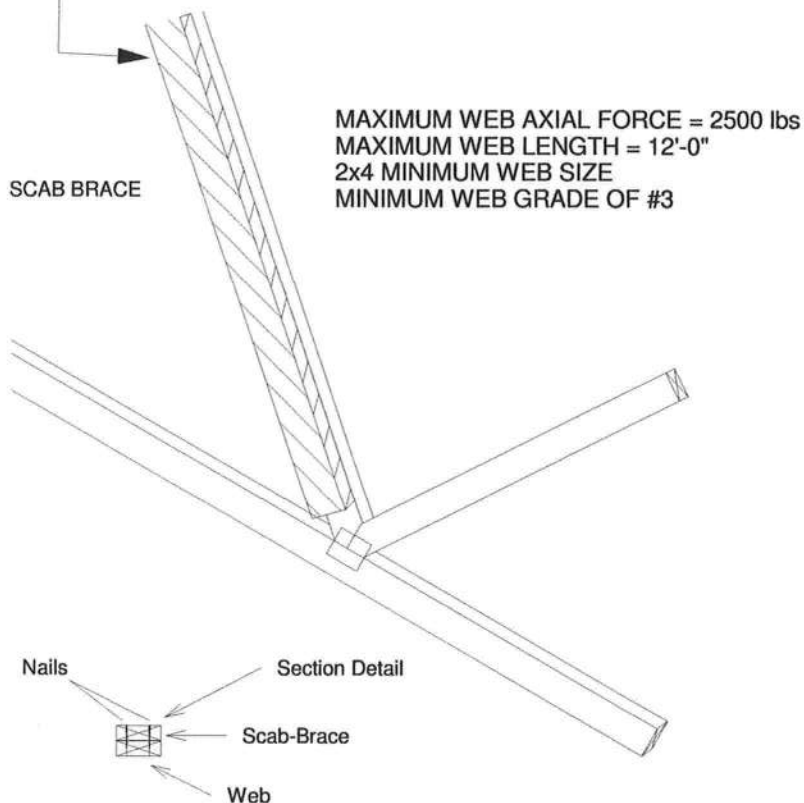 MAXIMUM WEB AXIAL FORCE = 2500 lbs
MAXIMUM WEB LENGTH = 12'-0"
2x4 MINIMUM WEB SIZE
MINIMUM WEB GRADE OF #3
SCAB BRACE
Nails
Section Detail
Scab-Brace
Web